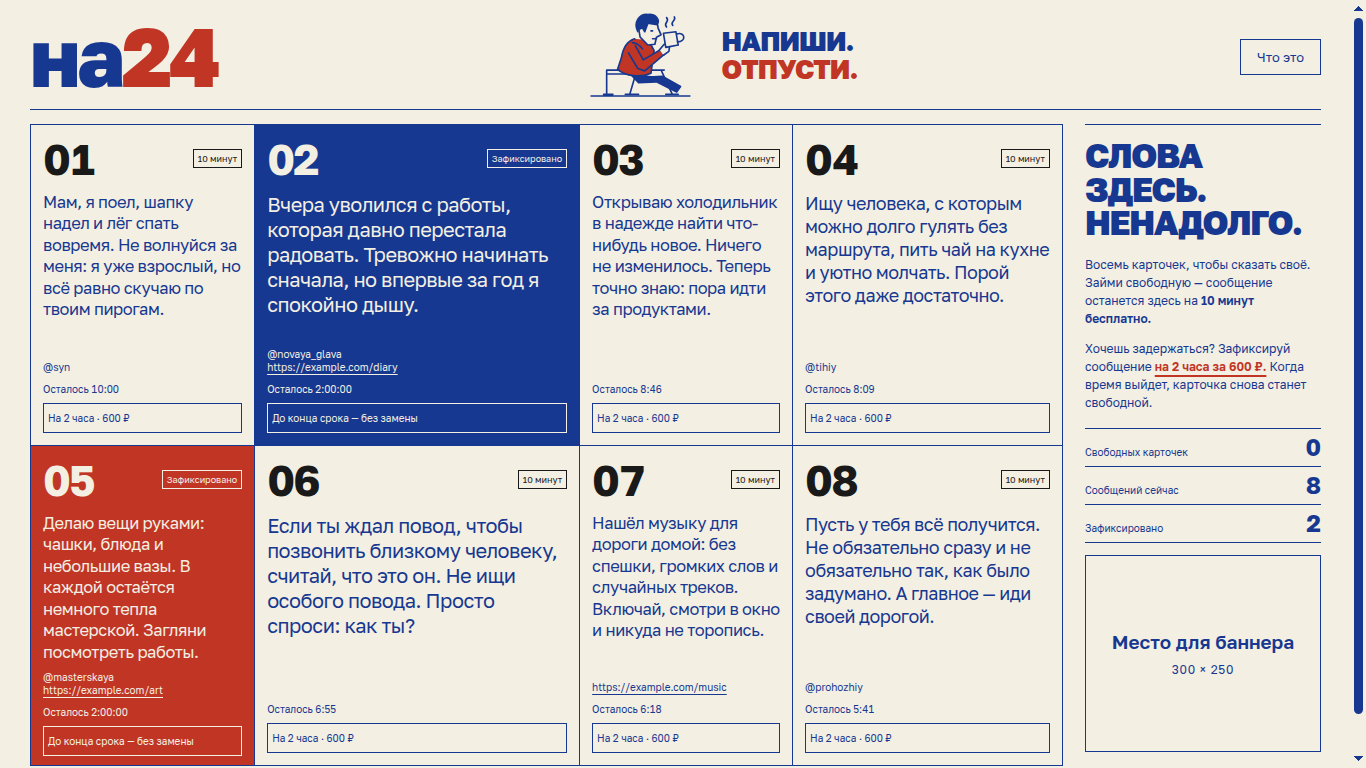 на24
НАПИШИ.
ОТПУСТИ.
Что это
01
10 минут
Мам, я поел, шапку
надел и лёг спать
вовремя. Не волнуйся за
меня: я уже взрослый, но
всё равно скучаю по
твоим пирогам.
@syn
Осталось 10:00
На 2 часа · 600 ₽
02
Зафиксировано
Вчера уволился с работы,
которая давно перестала
радовать. Тревожно начинать
сначала, но впервые за год я
спокойно дышу.
@novaya_glava
https://example.com/diary
Осталось 2:00:00
До конца срока — без замены
03
10 минут
Открываю холодильник
в надежде найти что-
нибудь новое. Ничего
не изменилось. Теперь
точно знаю: пора идти
за продуктами.
Осталось 8:46
На 2 часа · 600 ₽
04
10 минут
Ищу человека, с которым
можно долго гулять без
маршрута, пить чай на кухне
и уютно молчать. Порой
этого даже достаточно.
@tihiy
Осталось 8:09
На 2 часа · 600 ₽
05
Зафиксировано
Делаю вещи руками:
чашки, блюда и
небольшие вазы. В
каждой остаётся
немного тепла
мастерской. Загляни
посмотреть работы.
@masterskaya
https://example.com/art
Осталось 2:00:00
До конца срока — без замены
06
10 минут
Если ты ждал повод, чтобы
позвонить близкому человеку,
считай, что это он. Не ищи
особого повода. Просто
спроси: как ты?
Осталось 6:55
На 2 часа · 600 ₽
07
10 минут
Нашёл музыку для
дороги домой: без
спешки, громких слов и
случайных треков.
Включай, смотри в окно
и никуда не торопись.
https://example.com/music
Осталось 6:18
На 2 часа · 600 ₽
08
10 минут
Пусть у тебя всё получится.
Не обязательно сразу и не
обязательно так, как было
задумано. А главное — иди
своей дорогой.
@prohozhiy
Осталось 5:41
На 2 часа · 600 ₽
СЛОВА
ЗДЕСЬ.
НЕНАДОЛГО.
Восемь карточек, чтобы сказать своё.
Займи свободную — сообщение
останется здесь на 10 минут
бесплатно.
Хочешь задержаться? Зафиксируй
сообщение на 2 часа за 600 ₽. Когда
время выйдет, карточка снова станет
свободной.
Свободных карточек 0
Сообщений сейчас 8
Зафиксировано 2
Место для баннера
300 × 250